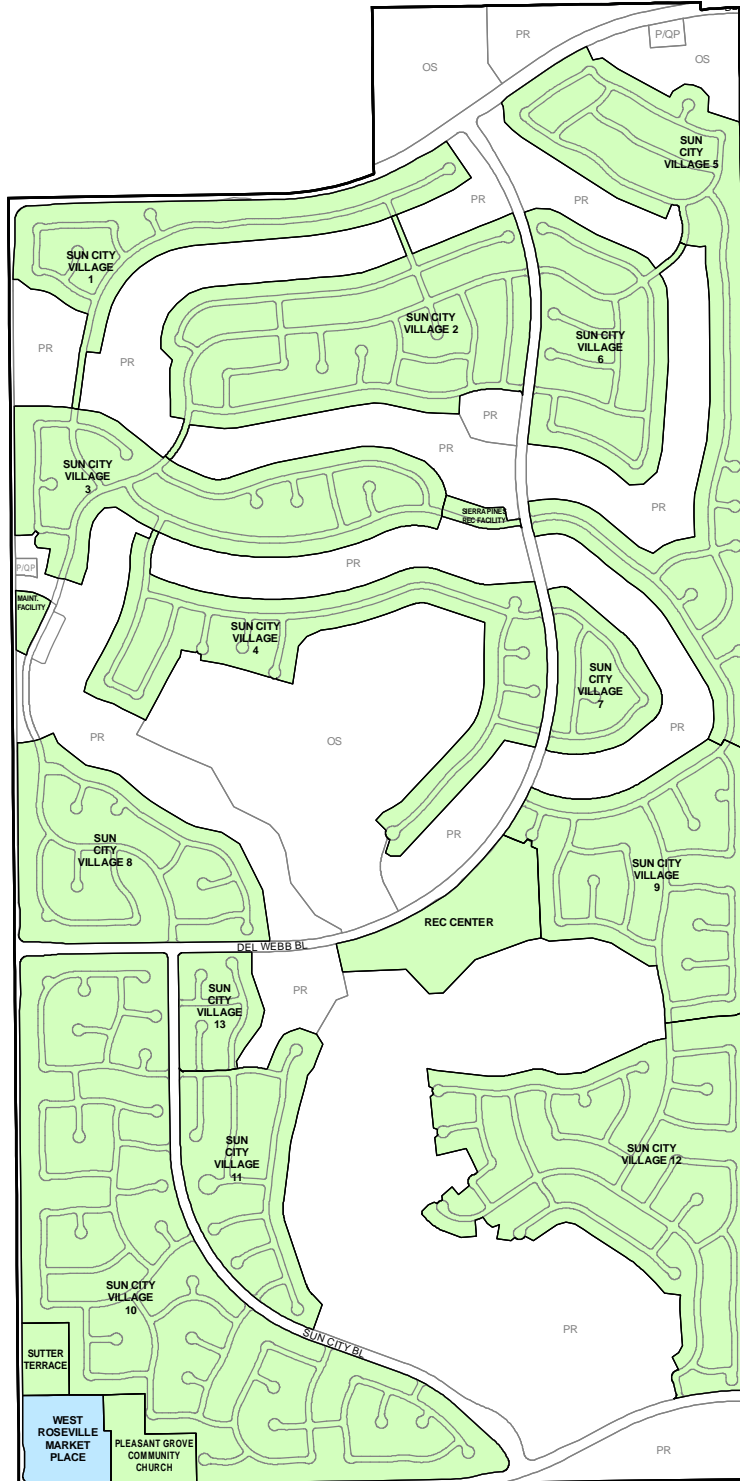 PR
P/QP
OS
OS
SUN
CITY
VILLAGE 5
PR
PR
SUN CITY
VILLAGE
1
SUN CITY
VILLAGE 2
SUN CITY
VILLAGE
6
PR
PR
PR
PR
SUN CITY
VILLAGE
3
PR
SIERRA PINES
REC FACILITY
PR
P/QP
MAINT.
FACILITY
SUN CITY
VILLAGE
4
SUN
CITY
VILLAGE
7
PR
PR
OS
PR
SUN
CITY
VILLAGE 8
SUN CITY
VILLAGE
9
REC CENTER
DEL WEBB BL
SUN
CITY
VILLAGE
13
PR
SUN
CITY
VILLAGE
11
SUN CITY
VILLAGE 12
SUN CITY
VILLAGE
10
PR
SUN CITY BL
SUTTER
TERRACE
WEST
ROSEVILLE
MARKET
PLACE
PLEASANT GROVE
COMMUNITY
CHURCH
PR